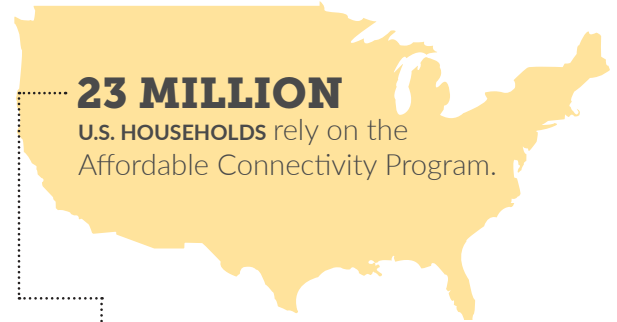 23 MILLION
U.S. HOUSEHOLDS rely on the
Affordable Connectivity Program.